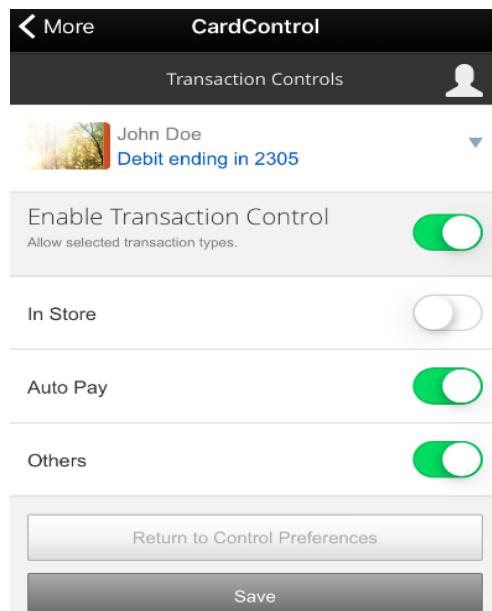 More
CardControl
Transaction Controls
John Doe
Debit ending in 2305
Enable Transaction Control
Allow selected transaction types.
In Store
Auto Pay
Others
Return to Control Preferences
Save